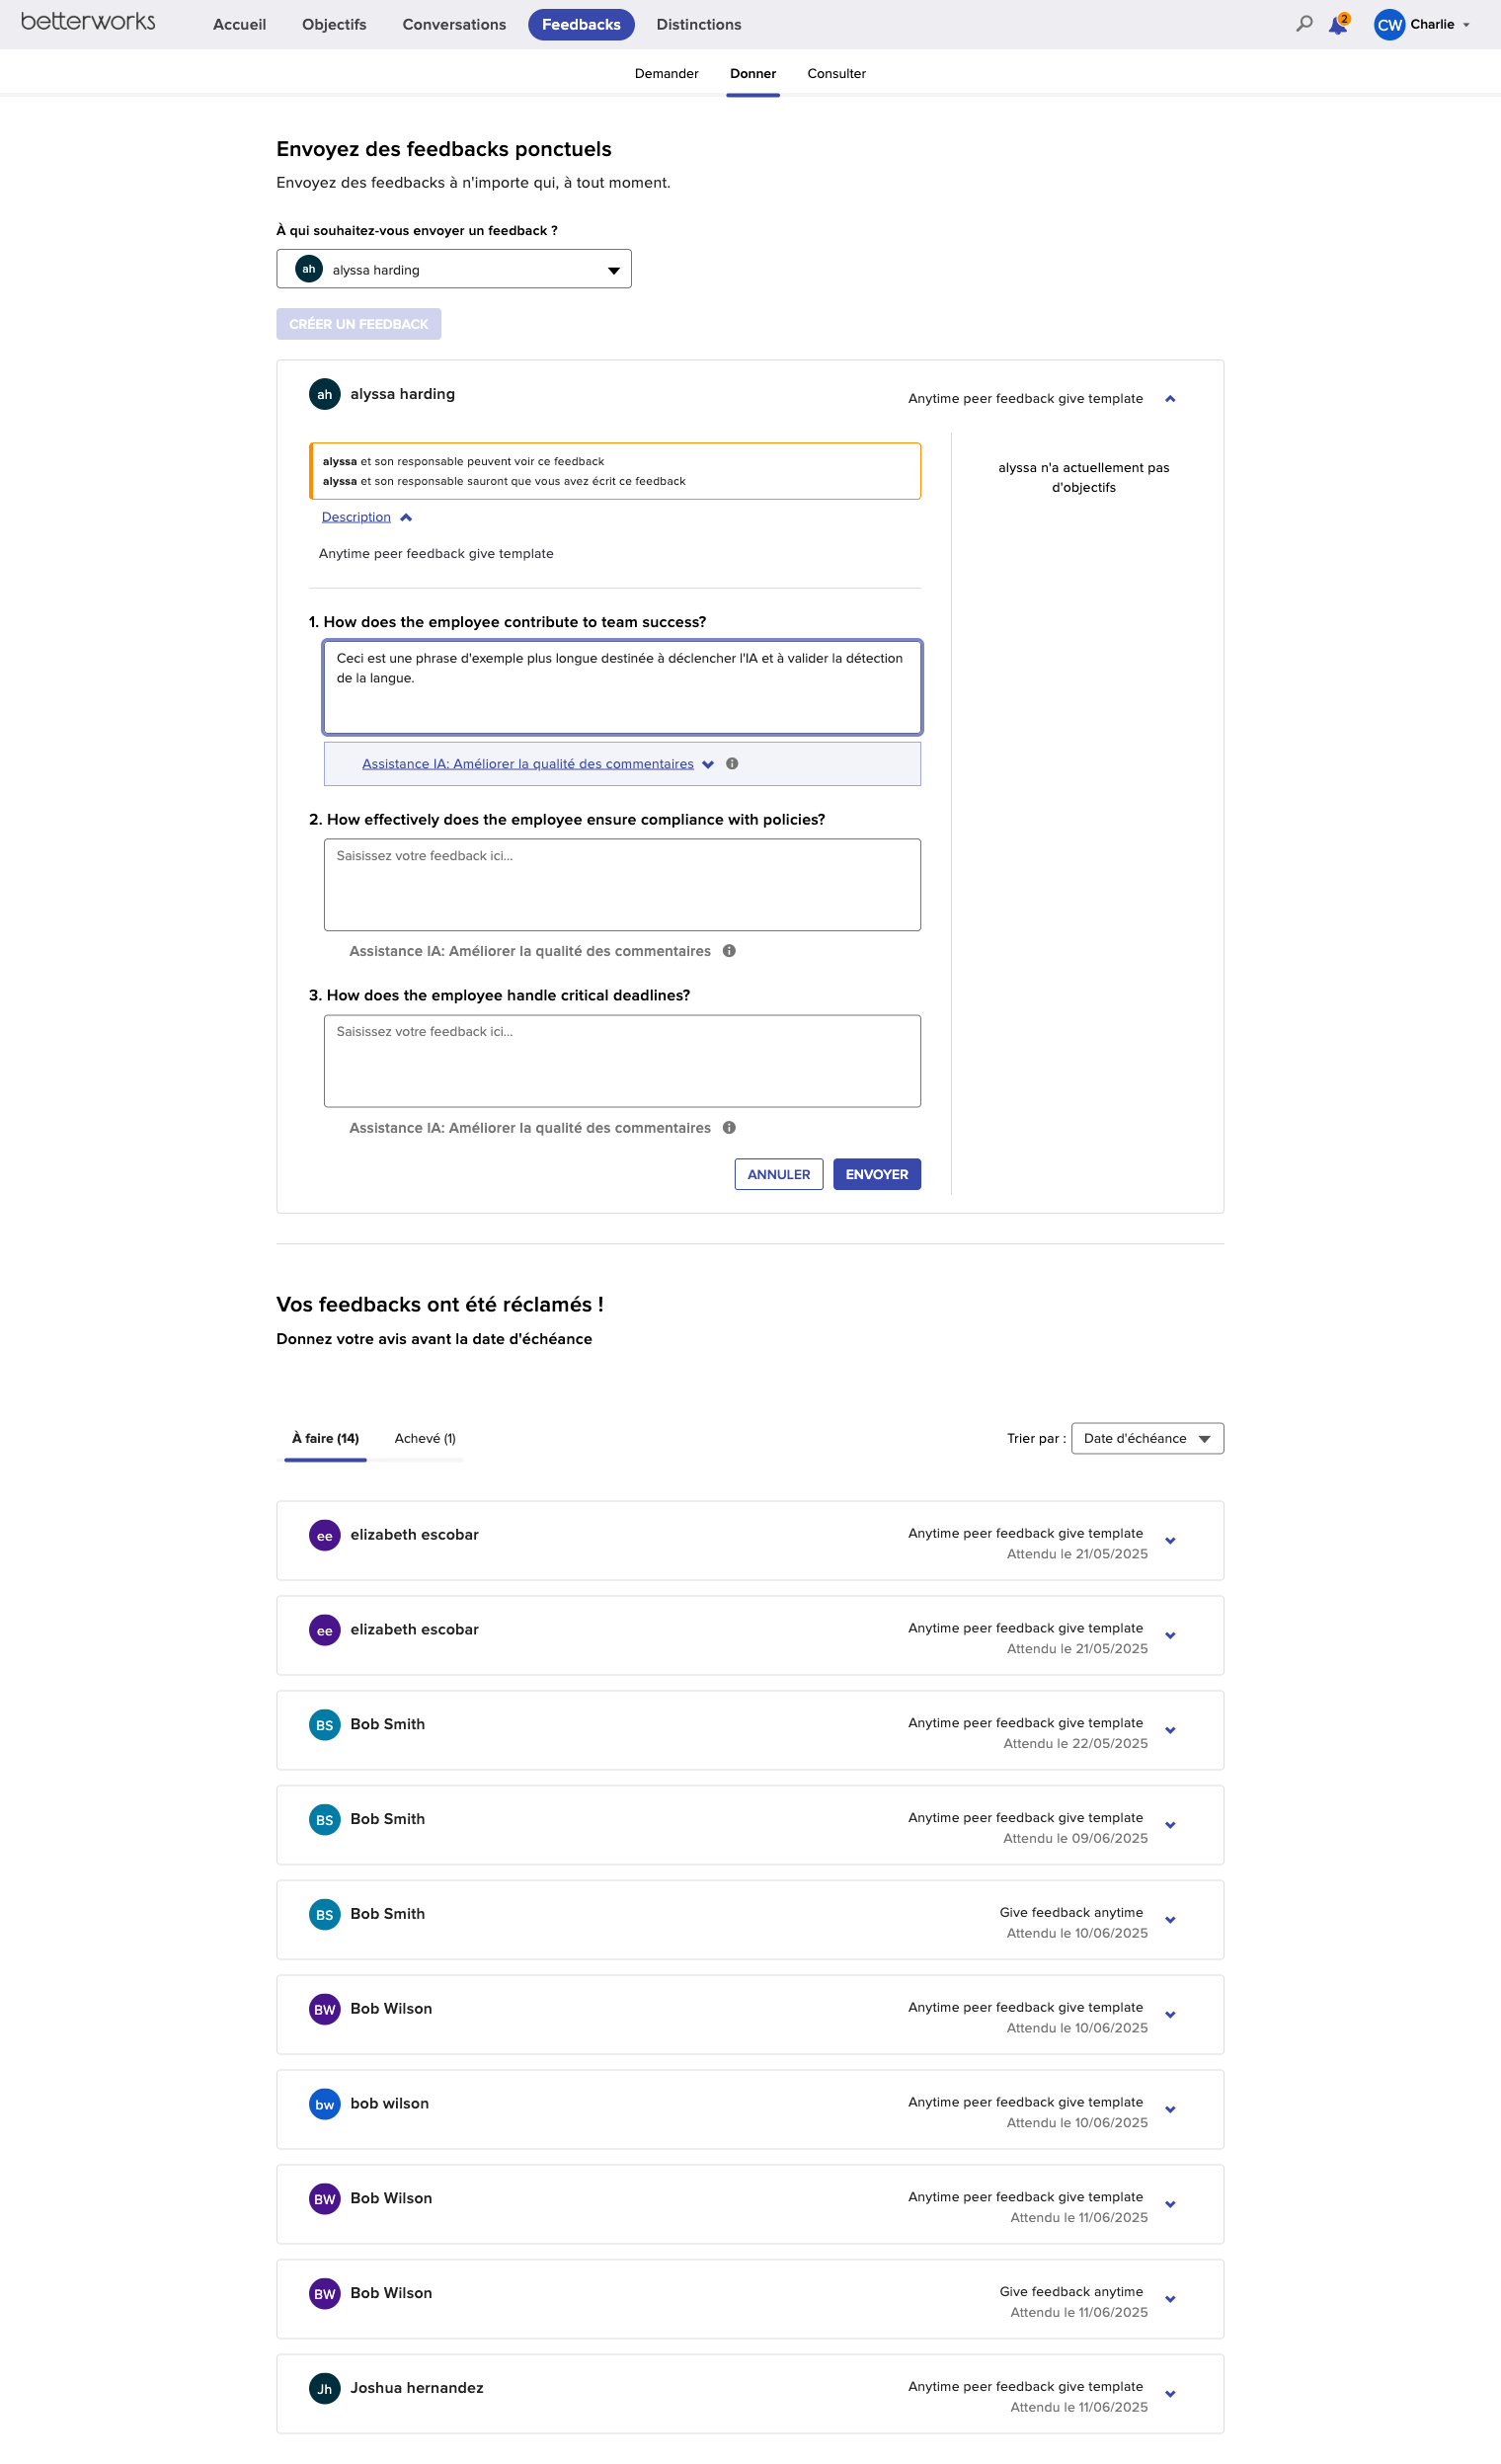 betterworks
Accueil
Objectifs
Conversations
Feedbacks
Distinctions
2
CW
Charlie
Demander
Donner
Consulter
Envoyez des feedbacks ponctuels
Envoyez des feedbacks à n'importe qui, à tout moment.
À qui souhaitez-vous envoyer un feedback ?
ah alyssa harding
CRÉER UN FEEDBACK
ah alyssa harding
Anytime peer feedback give template
alyssa et son responsable peuvent voir ce feedback
alyssa et son responsable sauront que vous avez écrit ce feedback
alyssa n'a actuellement pas
d'objectifs
Description
Anytime peer feedback give template
1. How does the employee contribute to team success?
Ceci est une phrase d'exemple plus longue destinée à déclencher l'IA et à valider la détection
de la langue.
Assistance IA: Améliorer la qualité des commentaires
2. How effectively does the employee ensure compliance with policies?
Saisissez votre feedback ici...
Assistance IA: Améliorer la qualité des commentaires
3. How does the employee handle critical deadlines?
Saisissez votre feedback ici...
Assistance IA: Améliorer la qualité des commentaires
ANNULER
ENVOYER
Vos feedbacks ont été réclamés !
Donnez votre avis avant la date d'échéance
À faire (14)
Achevé (1)
Trier par :
Date d'échéance
ee elizabeth escobar
Anytime peer feedback give template
Attendu le 21/05/2025
ee elizabeth escobar
Anytime peer feedback give template
Attendu le 21/05/2025
BS Bob Smith
Anytime peer feedback give template
Attendu le 22/05/2025
BS Bob Smith
Anytime peer feedback give template
Attendu le 09/06/2025
BS Bob Smith
Give feedback anytime
Attendu le 10/06/2025
BW Bob Wilson
Anytime peer feedback give template
Attendu le 10/06/2025
bw bob wilson
Anytime peer feedback give template
Attendu le 10/06/2025
BW Bob Wilson
Anytime peer feedback give template
Attendu le 11/06/2025
BW Bob Wilson
Give feedback anytime
Attendu le 11/06/2025
Jh Joshua hernandez
Anytime peer feedback give template
Attendu le 11/06/2025